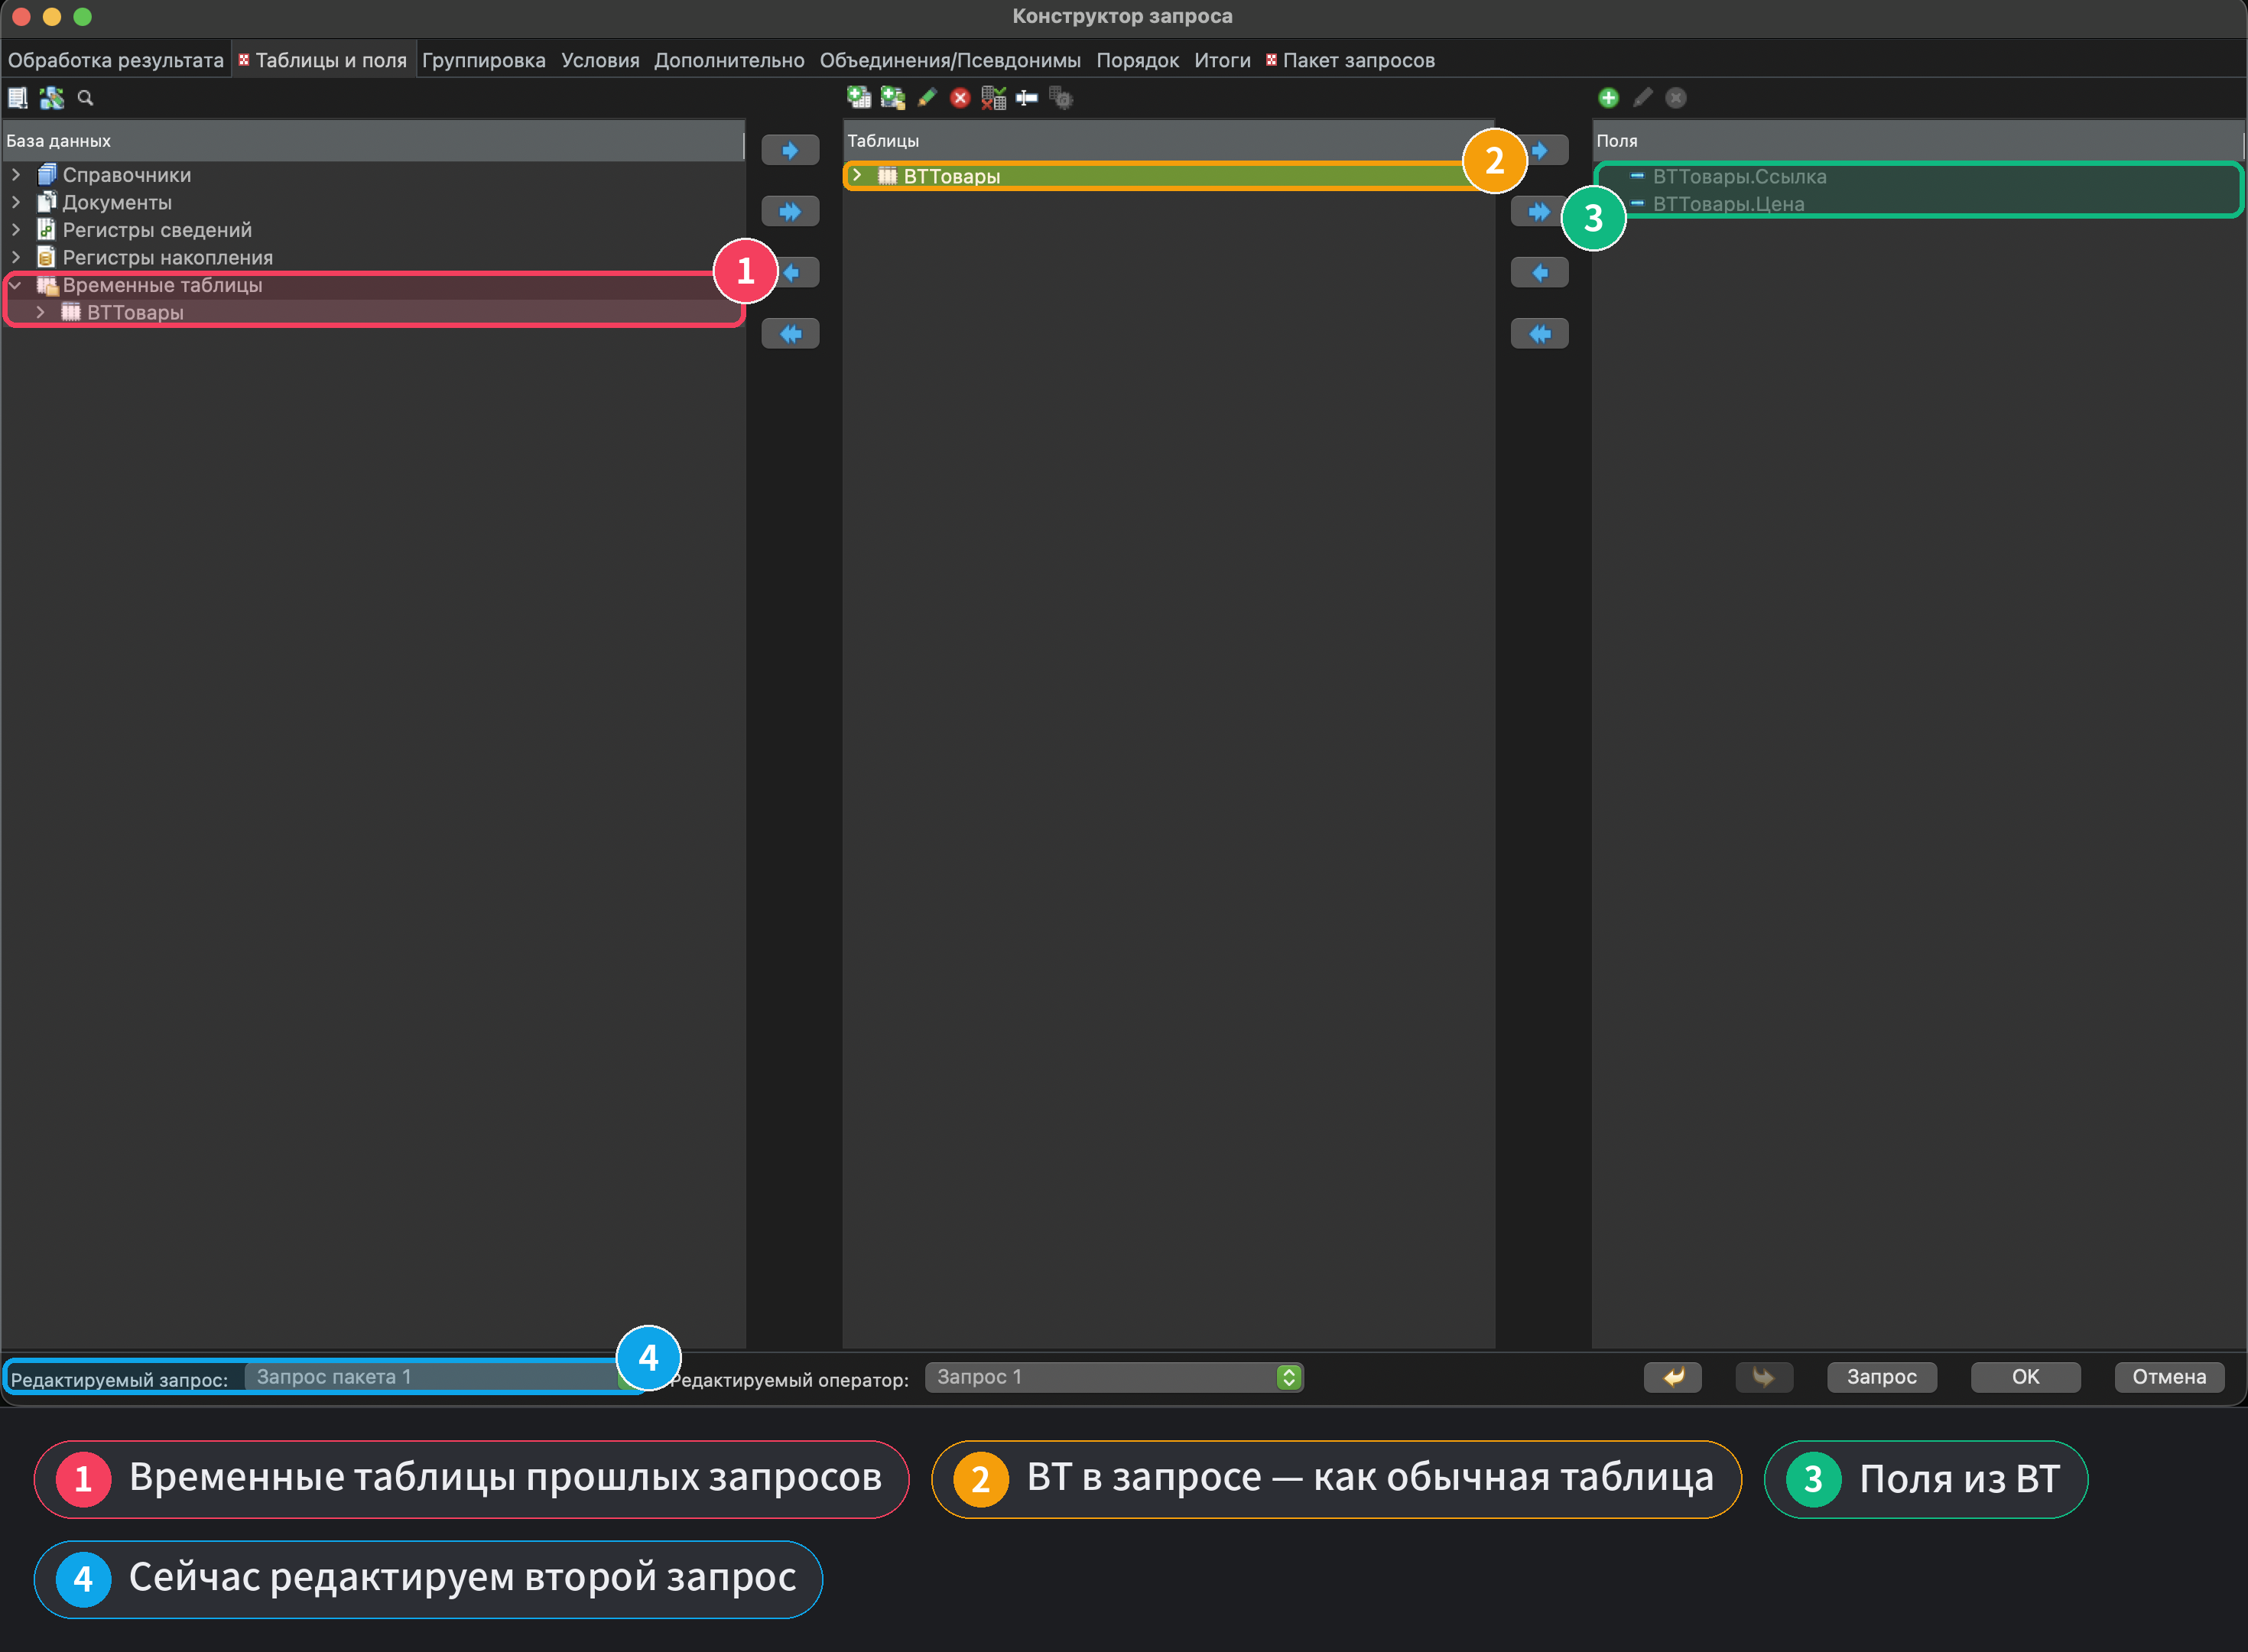 Конструктор запроса
Обработка результата Таблицы и поля Группировка Условия Дополнительно Объединения/Псевдонимы Порядок Итоги Пакет запросов
База данных
Справочники
Документы
Регистры сведений
Регистры накопления
Временные таблицы
ВТТовары
1
Таблицы
ВТТовары
2
Поля
ВТТовары.Ссылка
ВТТовары.Цена
3
Редактируемый запрос: Запрос пакета 1
4
Редактируемый оператор: Запрос 1
Запрос OK Отмена
1 Временные таблицы прошлых запросов
2 ВТ в запросе — как обычная таблица
3 Поля из ВТ
4 Сейчас редактируем второй запрос